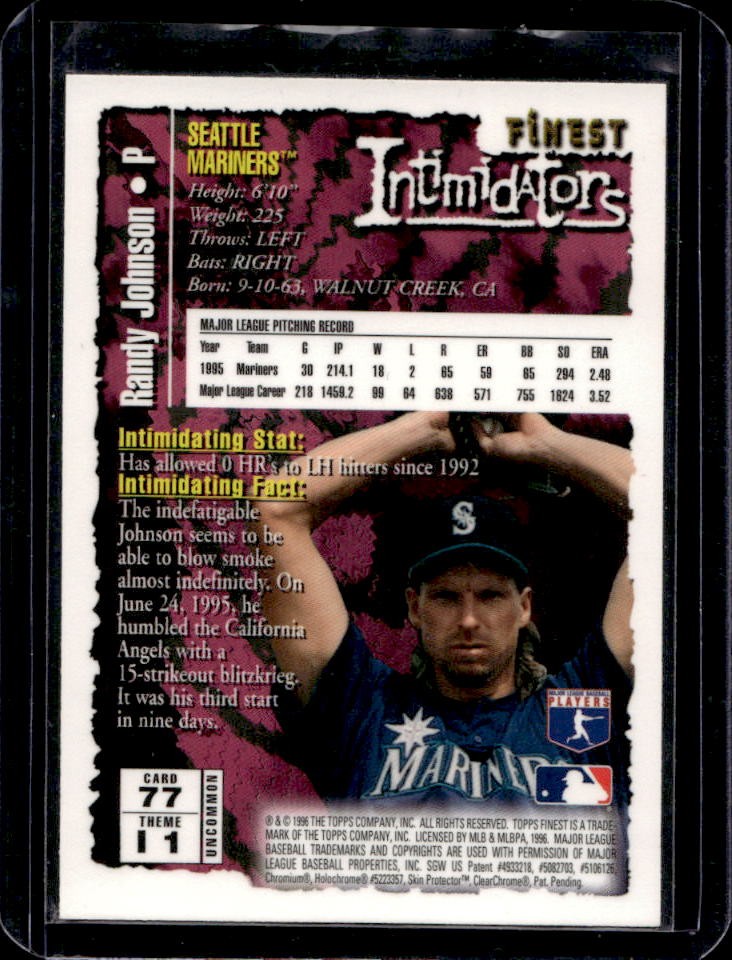 FINEST
Intimidators
Randy Johnson • P
SEATTLE
MARINERS™
Height: 6'10"
Weight: 225
Throws: LEFT
Bats: RIGHT
Born: 9-10-63, WALNUT CREEK, CA
MAJOR LEAGUE PITCHING RECORD
Year Team G IP W L R ER BB SO ERA
1995 Mariners 30 214.1 18 2 65 59 65 294 2.48
Major League Career 218 1459.2 99 64 638 571 755 1624 3.52
Intimidating Stat:
Has allowed 0 HR's to LH hitters since 1992
Intimidating Fact:
The indefatigable
Johnson seems to be
able to blow smoke
almost indefinitely. On
June 24, 1995, he
humbled the California
Angels with a
15-strikeout blitzkrieg.
It was his third start
in nine days.
S
MARINERS
MAJOR LEAGUE BASEBALL
PLAYERS
CARD
77
THEME
I 1
UNCOMMON
® & © 1996 THE TOPPS COMPANY, INC. ALL RIGHTS RESERVED. TOPPS FINEST IS A TRADE-
MARK OF THE TOPPS COMPANY, INC. LICENSED BY MLB & MLBPA, 1996. MAJOR LEAGUE
BASEBALL TRADEMARKS AND COPYRIGHTS ARE USED WITH PERMISSION OF MAJOR
LEAGUE BASEBALL PROPERTIES, INC. SGW US Patent #4933218, #5082703, #5106126,
Chromium®, Holochrome® #5223357, Skin Protector™, ClearChrome®, Pat. Pending.